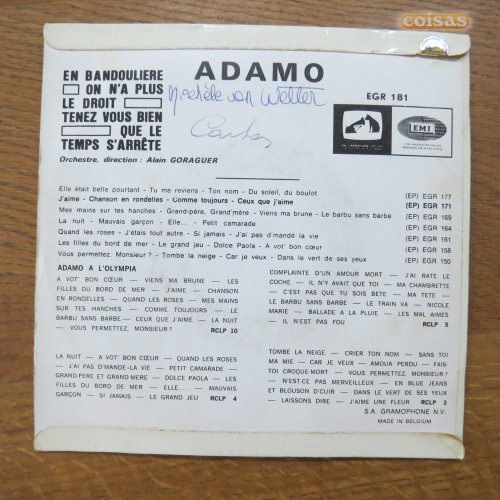 coisas
EN BANDOULIERE
ON N'A PLUS
LE DROIT
TENEZ VOUS BIEN
QUE LE
TEMPS S'ARRÊTE
Orchestre, direction : Alain GORAGUER
ADAMO
van
EGR 181
EMI
Elle était belle pourtant - Tu me reviens - Ton nom - Du soleil, du boulot (EP) EGR 177
J'aime - Chanson en rondelles - Comme toujours - Ceux que j'aime (EP) EGR 171
Mes mains sur tes hanches - Grand-père, Grand'mère - Viens ma brune - Le barbu sans barbe (EP) EGR 169
La nuit - Mauvais garçon - Elle... - Petit camarade (EP) EGR 164
Quand les roses - J'étais tout autre - Si jamais - J'ai pas d'mandé la vie (EP) EGR 161
Les filles du bord de mer - Le grand jeu - Dolce Paola - A vot' bon cœur (EP) EGR 158
Vous permettez, Monsieur ? - Tombe la neige - Car je veux - Dans le vert de ses yeux (EP) EGR 150
ADAMO A L'OLYMPIA
A VOT' BON CŒUR — VIENS MA BRUNE — LES
FILLES DU BORD DE MER — J'AIME — CHANSON
EN RONDELLES — QUAND LES ROSES — MES MAINS
SUR TES HANCHES — COMME TOUJOURS — LE
BARBU SANS BARBE — CEUX QUE J'AIME — LA NUIT
— VOUS PERMETTEZ, MONSIEUR ? RCLP 10
COMPLAINTE D'UN AMOUR MORT — J'AI RATE LE
COCHE — IL N'Y AVAIT QUE TOI — MA CHAMBRETTE
— C'EST PAS QUE TU SOIS BETE — MA TETE —
LE BARBU SANS BARBE — LE TRAIN VA — NICOLE
MARIE — BALLADE A LA PLUIE — LES MAL AIMES
— IL N'EST PAS FOU RCLP 5
LA NUIT — A VOT' BON CŒUR — QUAND LES ROSES
— J'AI PAS D'MANDE-LA VIE — PETIT CAMARADE —
GRAND-PERE ET GRAND-MERE — DOLCE PAOLA — LES
FILLES DU BORD DE MER — ELLE... — MAUVAIS
GARÇON — SI JAMAIS — LE GRAND JEU RCLP 4
TOMBE LA NEIGE — CRIER TON NOM — SANS TOI
MA MIE — CAR JE VEUX — AMOUR PERDU — FAIS-
TOI CROQUE-MORT — VOUS PERMETTEZ, MONSIEUR ?
— N'EST-CE PAS MERVEILLEUX — EN BLUE JEANS
ET BLOUSON D'CUIR — DANS LE VERT DE SES YEUX
— LAISSONS DIRE — J'AIME UNE FLEUR RCLP 3
S.A. GRAMOPHONE N.V.
MADE IN BELGIUM